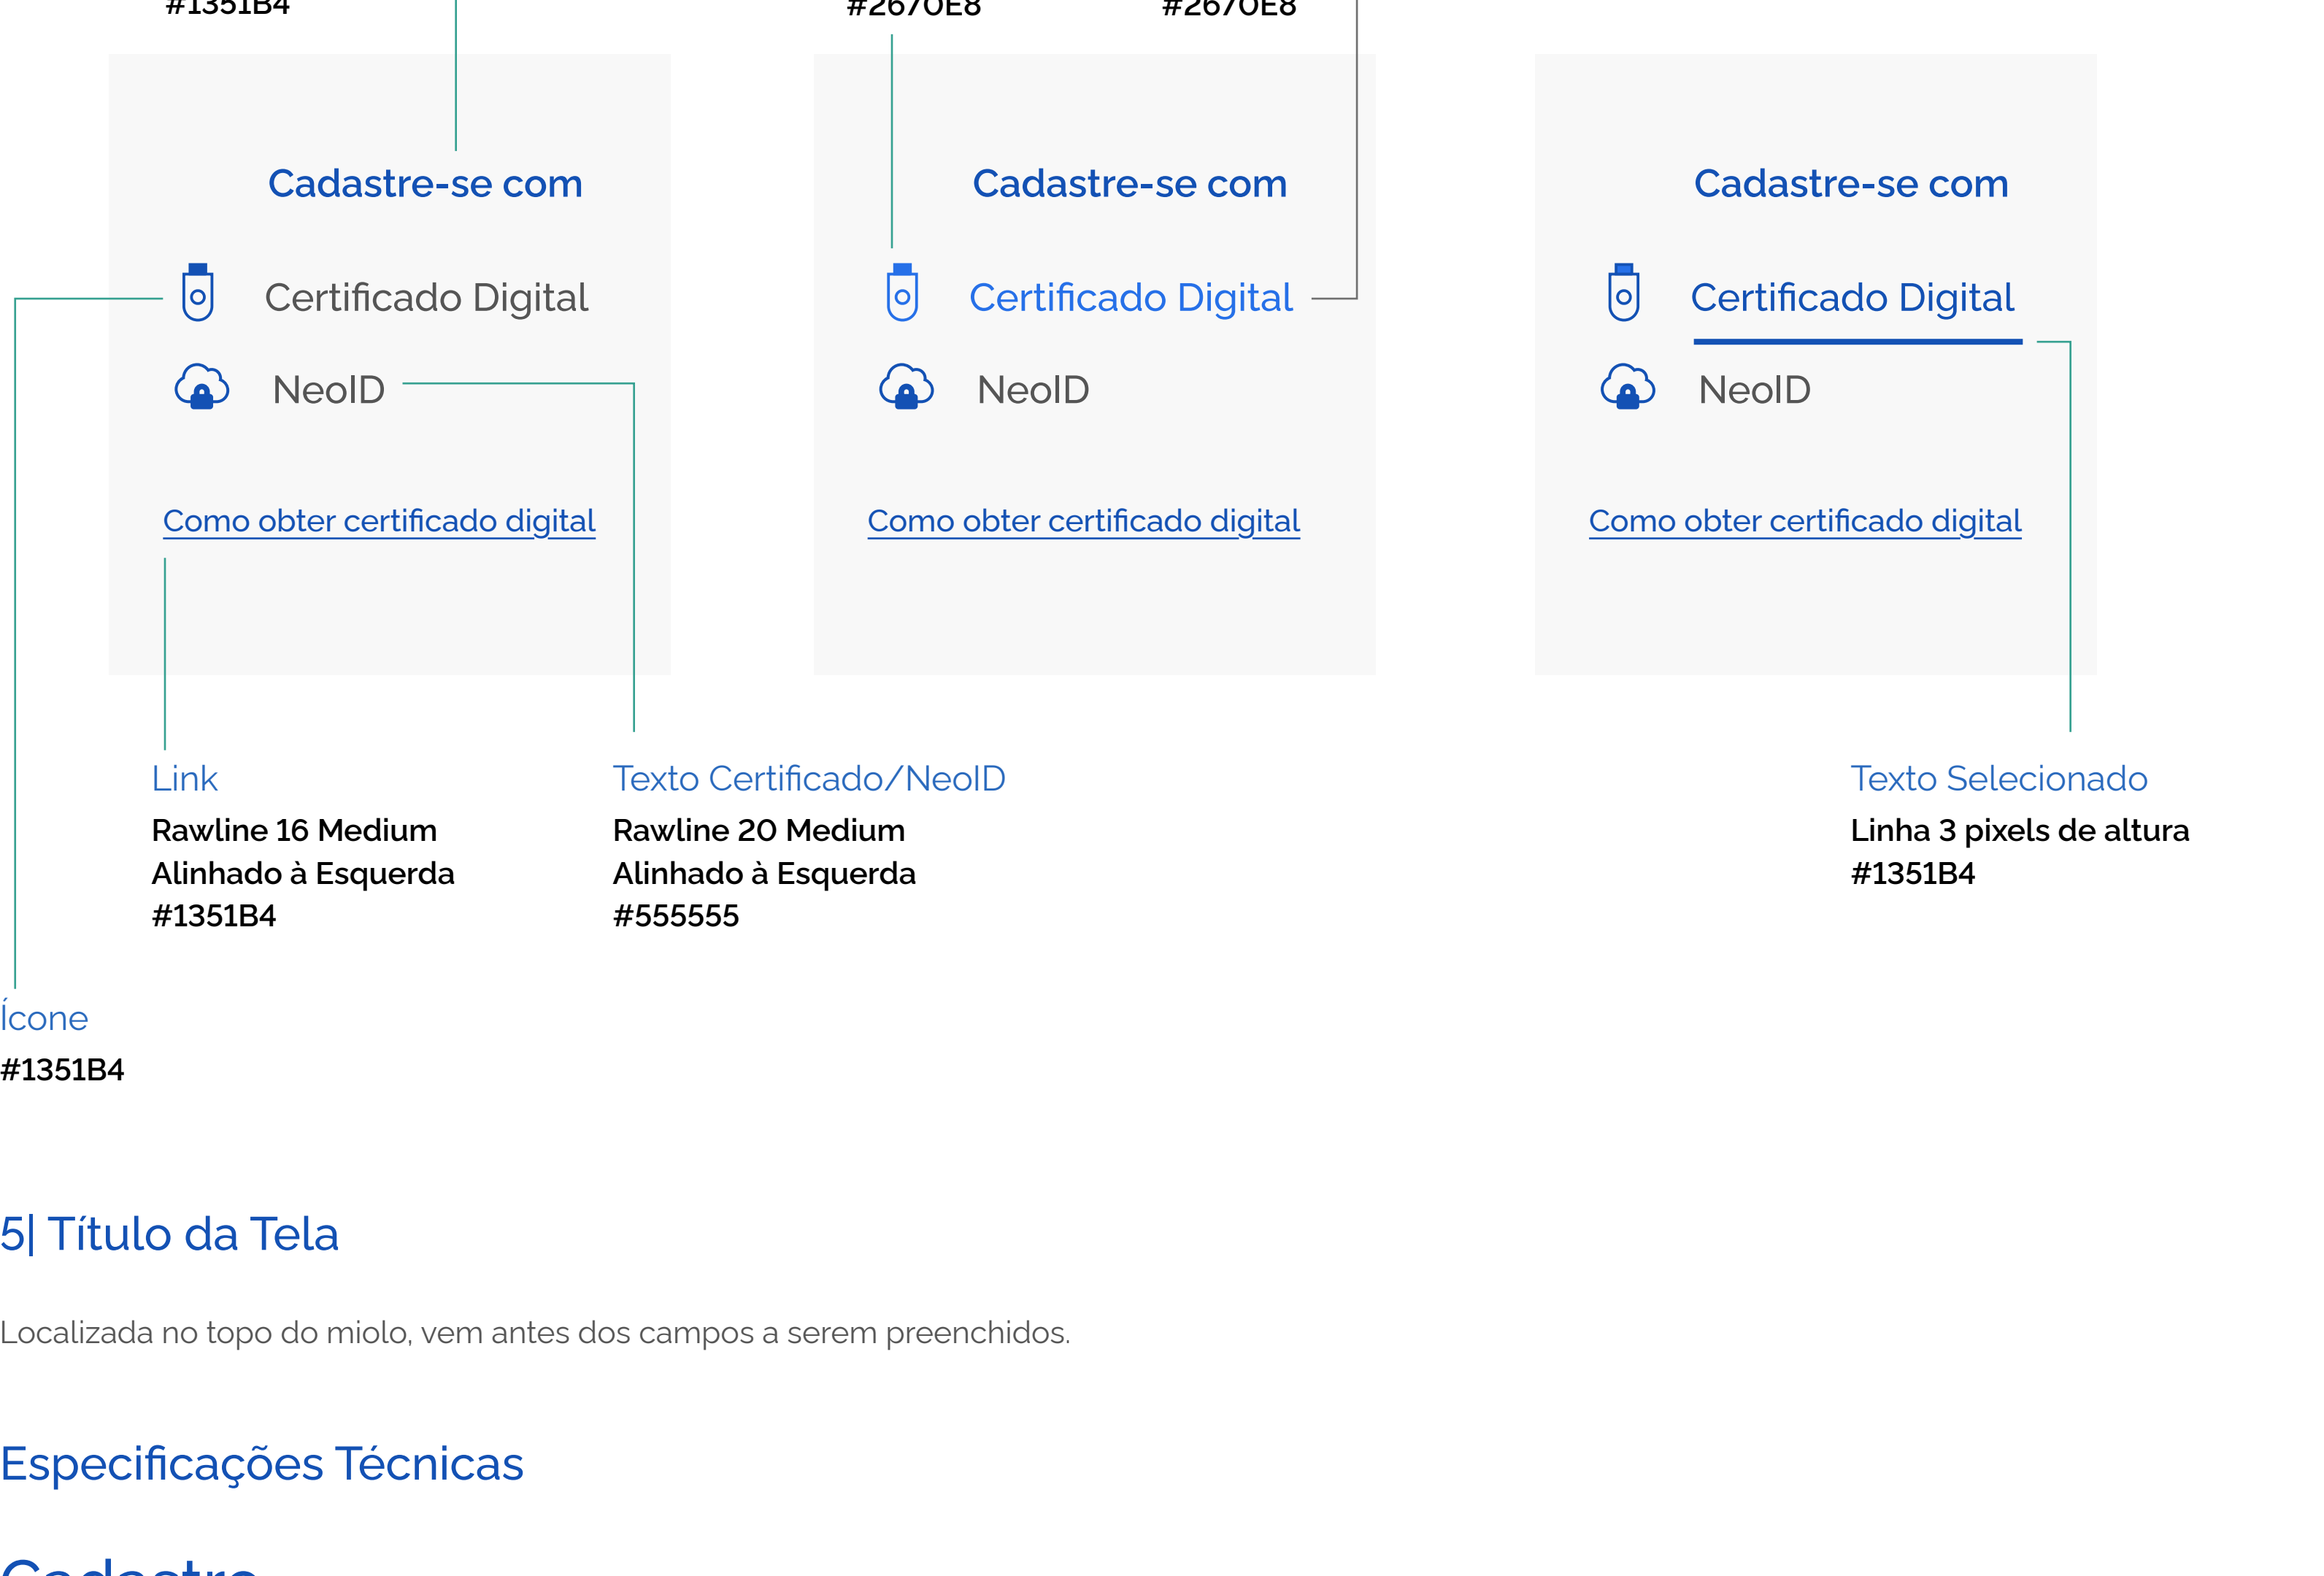 #1351B4
#2670E8
#2670E8
Cadastre-se com
Certificado Digital
NeoID
Como obter certificado digital
Cadastre-se com
Certificado Digital
NeoID
Como obter certificado digital
Cadastre-se com
Certificado Digital
NeoID
Como obter certificado digital
Link
Rawline 16 Medium
Alinhado à Esquerda
#1351B4
Texto Certificado/NeoID
Rawline 20 Medium
Alinhado à Esquerda
#555555
Texto Selecionado
Linha 3 pixels de altura
#1351B4
Ícone
#1351B4
5| Título da Tela
Localizada no topo do miolo, vem antes dos campos a serem preenchidos.
Especificações Técnicas
Cadastro